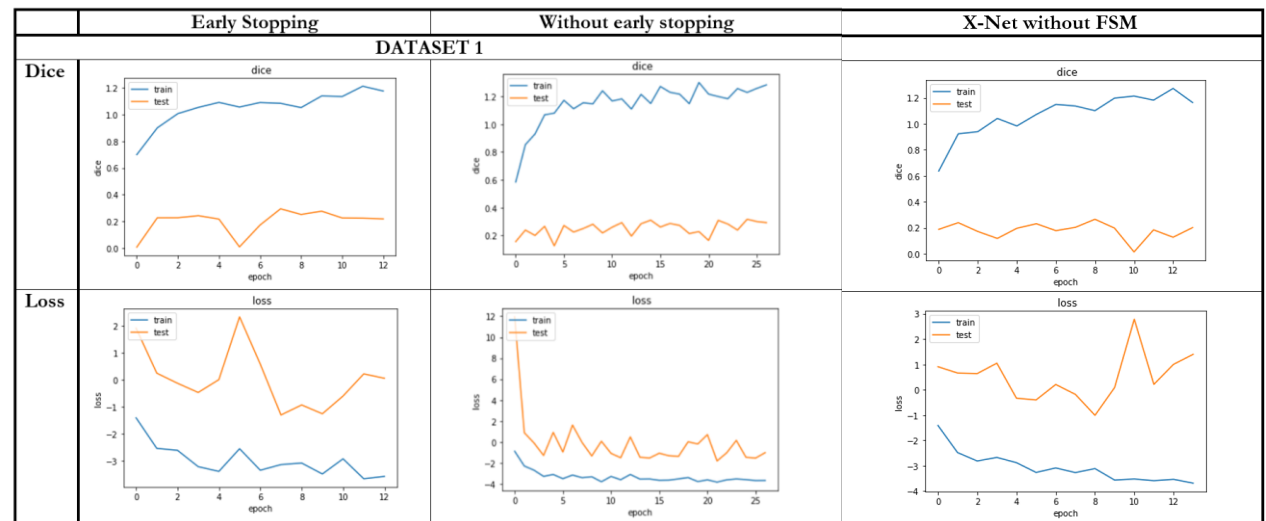 Early Stopping
Without early stopping
X-Net without FSM
DATASET 1
Dice
dice
train
test
1.2
1.0
0.8
0.6
0.4
0.2
0.0
dice
0 2 4 6 8 10 12
epoch
dice
train
test
1.2
1.0
0.8
0.6
0.4
0.2
dice
0 5 10 15 20 25
epoch
dice
train
test
1.2
1.0
0.8
0.6
0.4
0.2
0.0
dice
0 2 4 6 8 10 12
epoch
Loss
loss
train
test
2
1
0
−1
−2
−3
loss
0 2 4 6 8 10 12
epoch
loss
train
test
12
10
8
6
4
2
0
−2
−4
loss
0 5 10 15 20 25
epoch
loss
train
test
3
2
1
0
−1
−2
−3
−4
loss
0 2 4 6 8 10 12
epoch